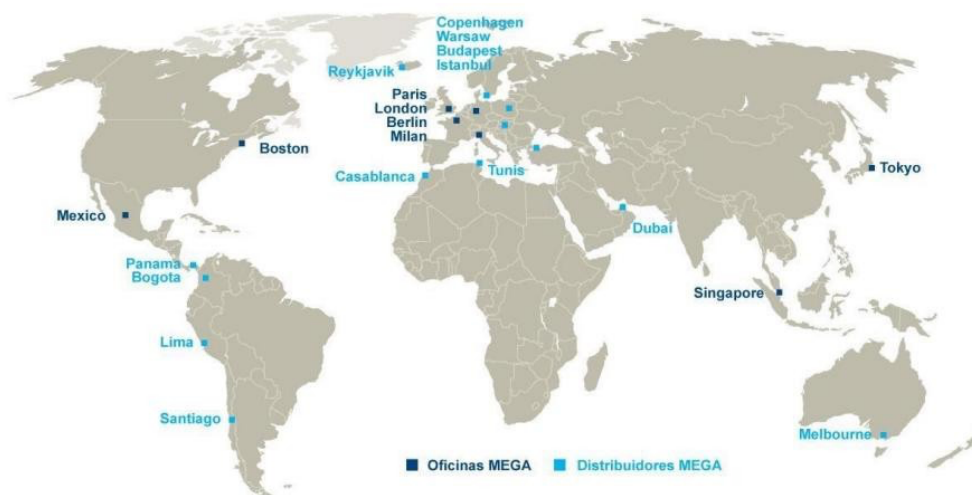 Copenhagen
Warsaw
Budapest
Istanbul
Reykjavik
Paris
London
Berlin
Milan
Boston
Casablanca
Tunis
Tokyo
Mexico
Dubai
Panama
Bogota
Singapore
Lima
Santiago
Melbourne
Oficinas MEGA
Distribuidores MEGA